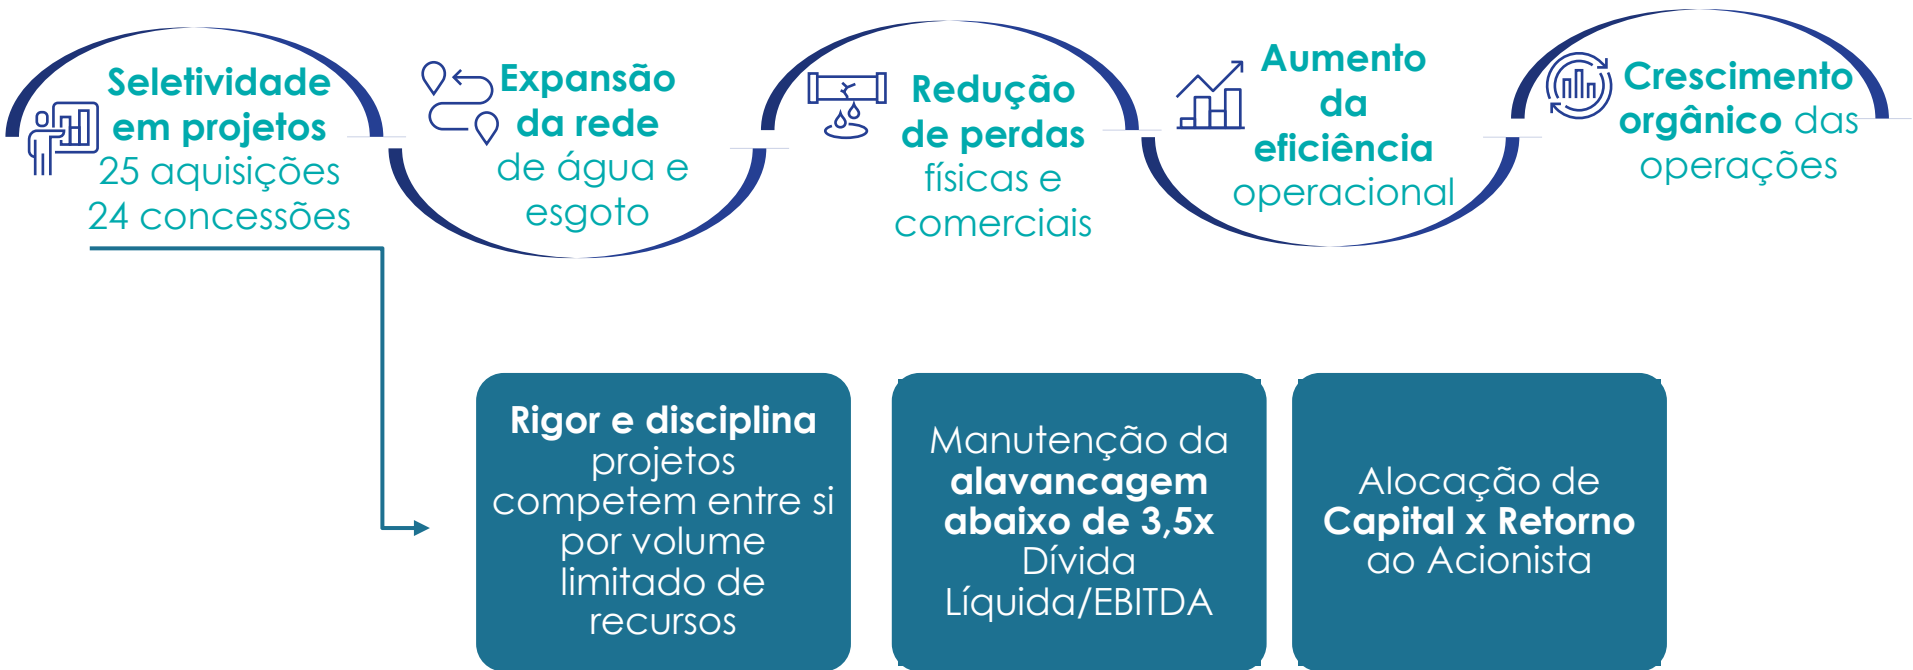 Seletividade
em projetos
25 aquisições
24 concessões
Expansão
da rede
de água e
esgoto
Redução
de perdas
físicas e
comerciais
Aumento
da
eficiência
operacional
Crescimento
orgânico das
operações
Rigor e disciplina
projetos
competem entre si
por volume
limitado de
recursos
Manutenção da
alavancagem
abaixo de 3,5x
Dívida
Líquida/EBITDA
Alocação de
Capital x Retorno
ao Acionista